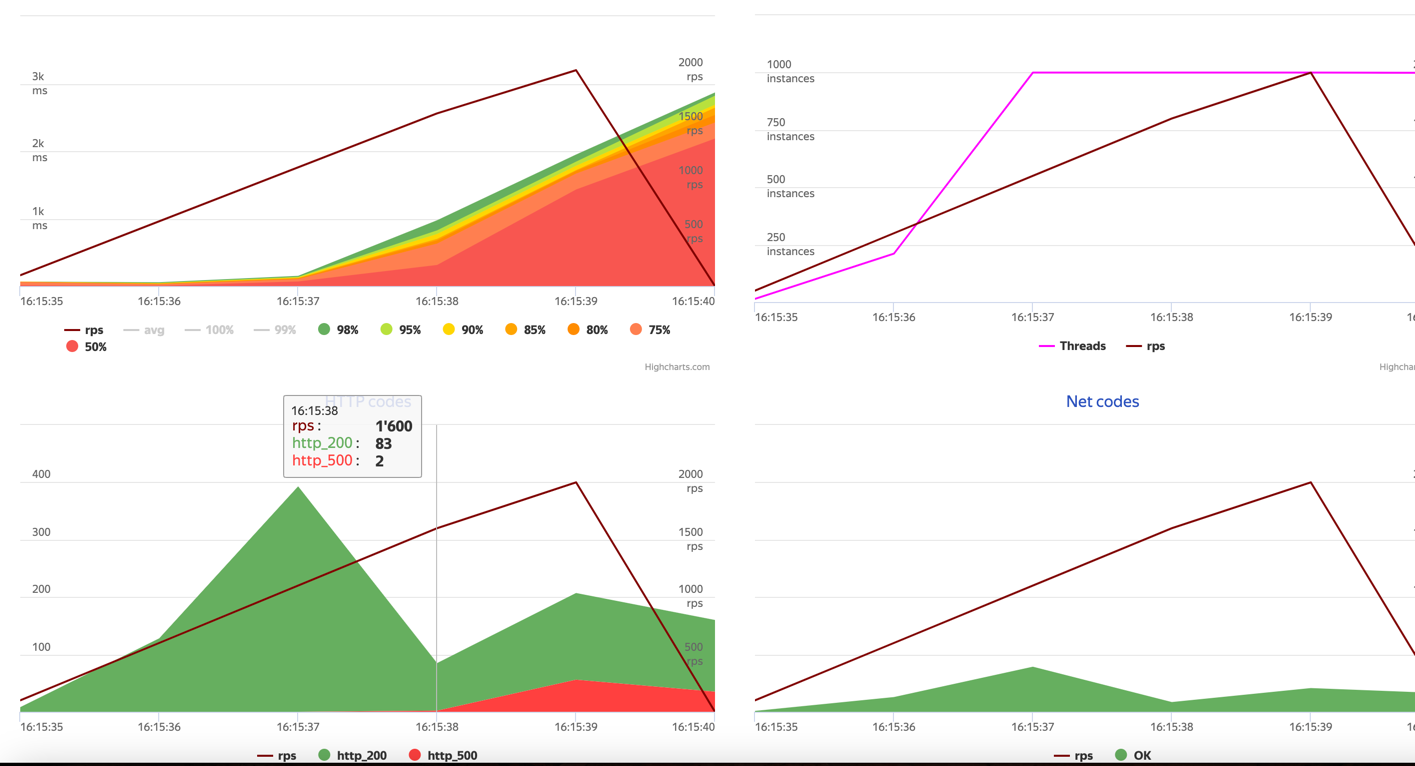 3k
ms
2k
ms
1k
ms
2000
rps
1500
rps
1000
rps
500
rps
16:15:35 16:15:36 16:15:37 16:15:38 16:15:39 16:15:40
rps avg 100% 99% 98% 95% 90% 85% 80% 75%
50%
Highcharts.com
1000
instances
750
instances
500
instances
250
instances
16:15:35 16:15:36 16:15:37 16:15:38 16:15:39
Threads rps
HTTP codes
16:15:38
rps : 1'600
http_200 : 83
http_500 : 2
400
300
200
100
2000
rps
1500
rps
1000
rps
500
rps
16:15:35 16:15:36 16:15:37 16:15:38 16:15:39 16:15:40
rps http_200 http_500
Net codes
16:15:35 16:15:36 16:15:37 16:15:38 16:15:39
rps OK